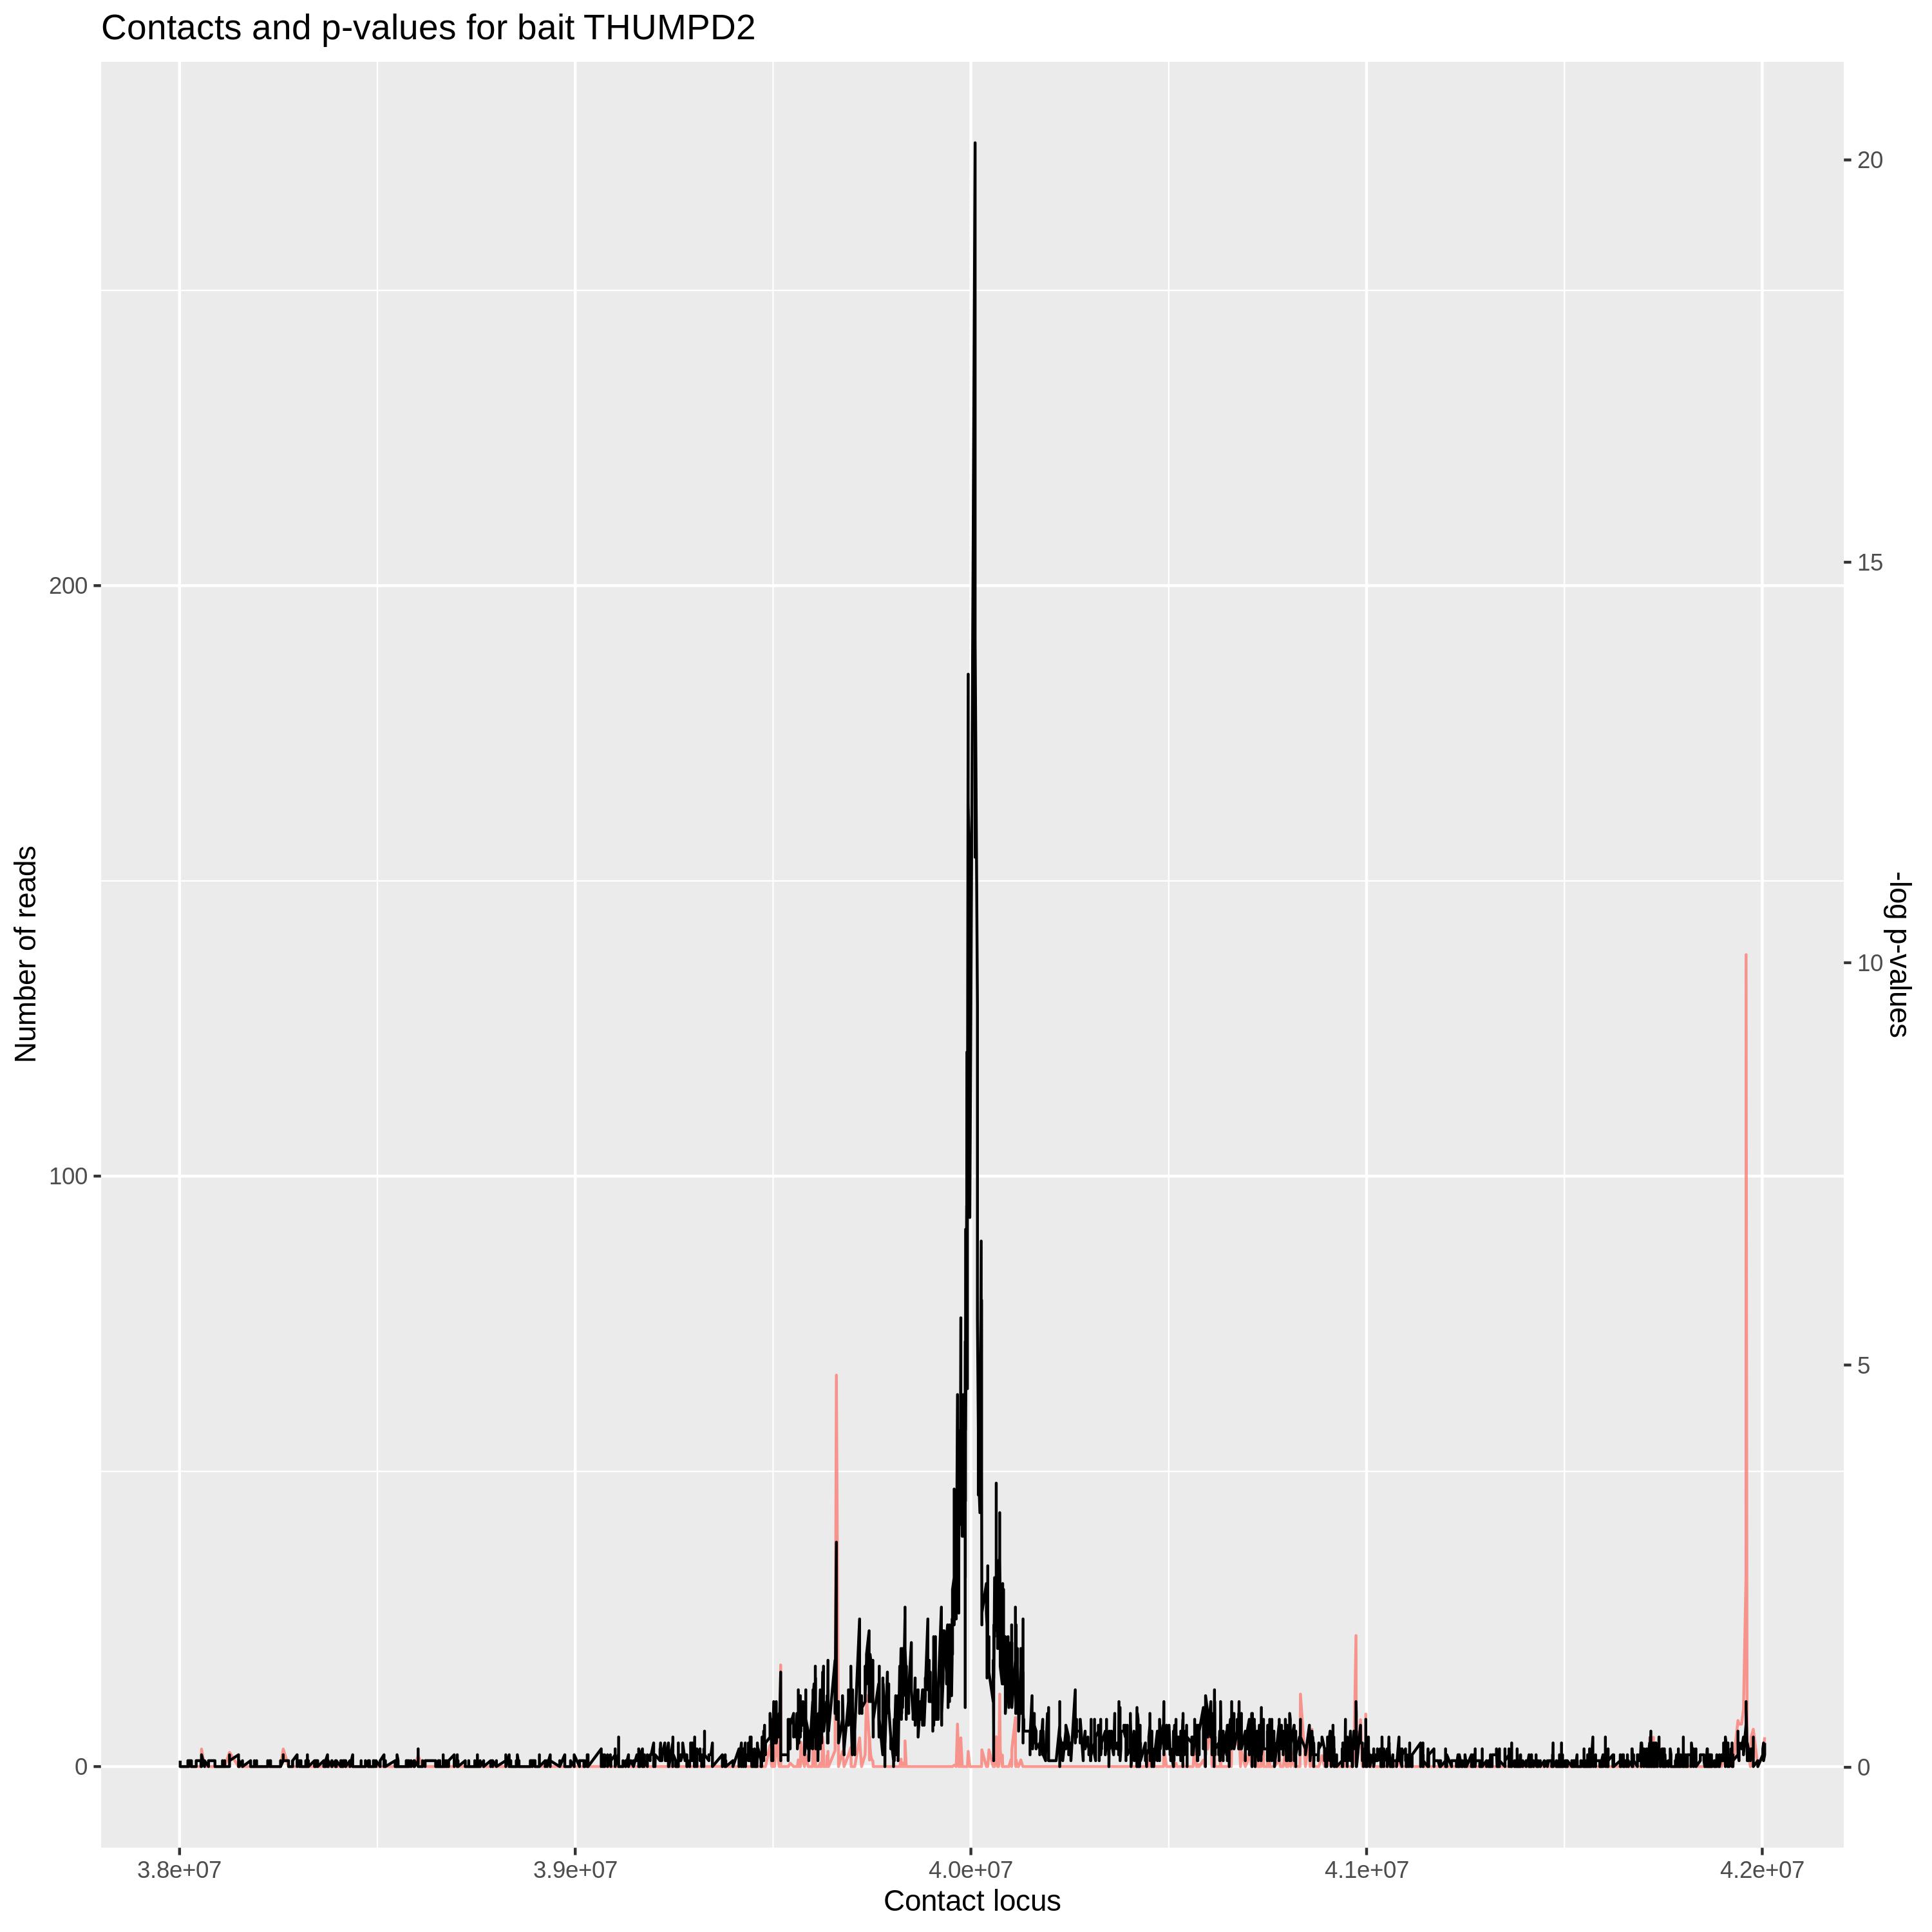 Contacts and p-values for bait THUMPD2
Number of reads
200
100
0
20
15
10
5
0
-log p-values
3.8e+07
3.9e+07
4.0e+07
4.1e+07
4.2e+07
Contact locus